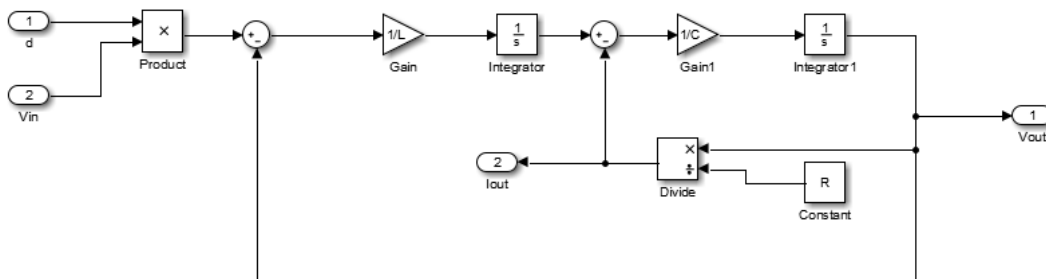 1
d
2
Vin
×
Product
+
−
1/L
Gain
1
s
Integrator
+
−
1/C
Gain1
1
s
Integrator1
1
Vout
2
Iout
×
÷
Divide
R
Constant